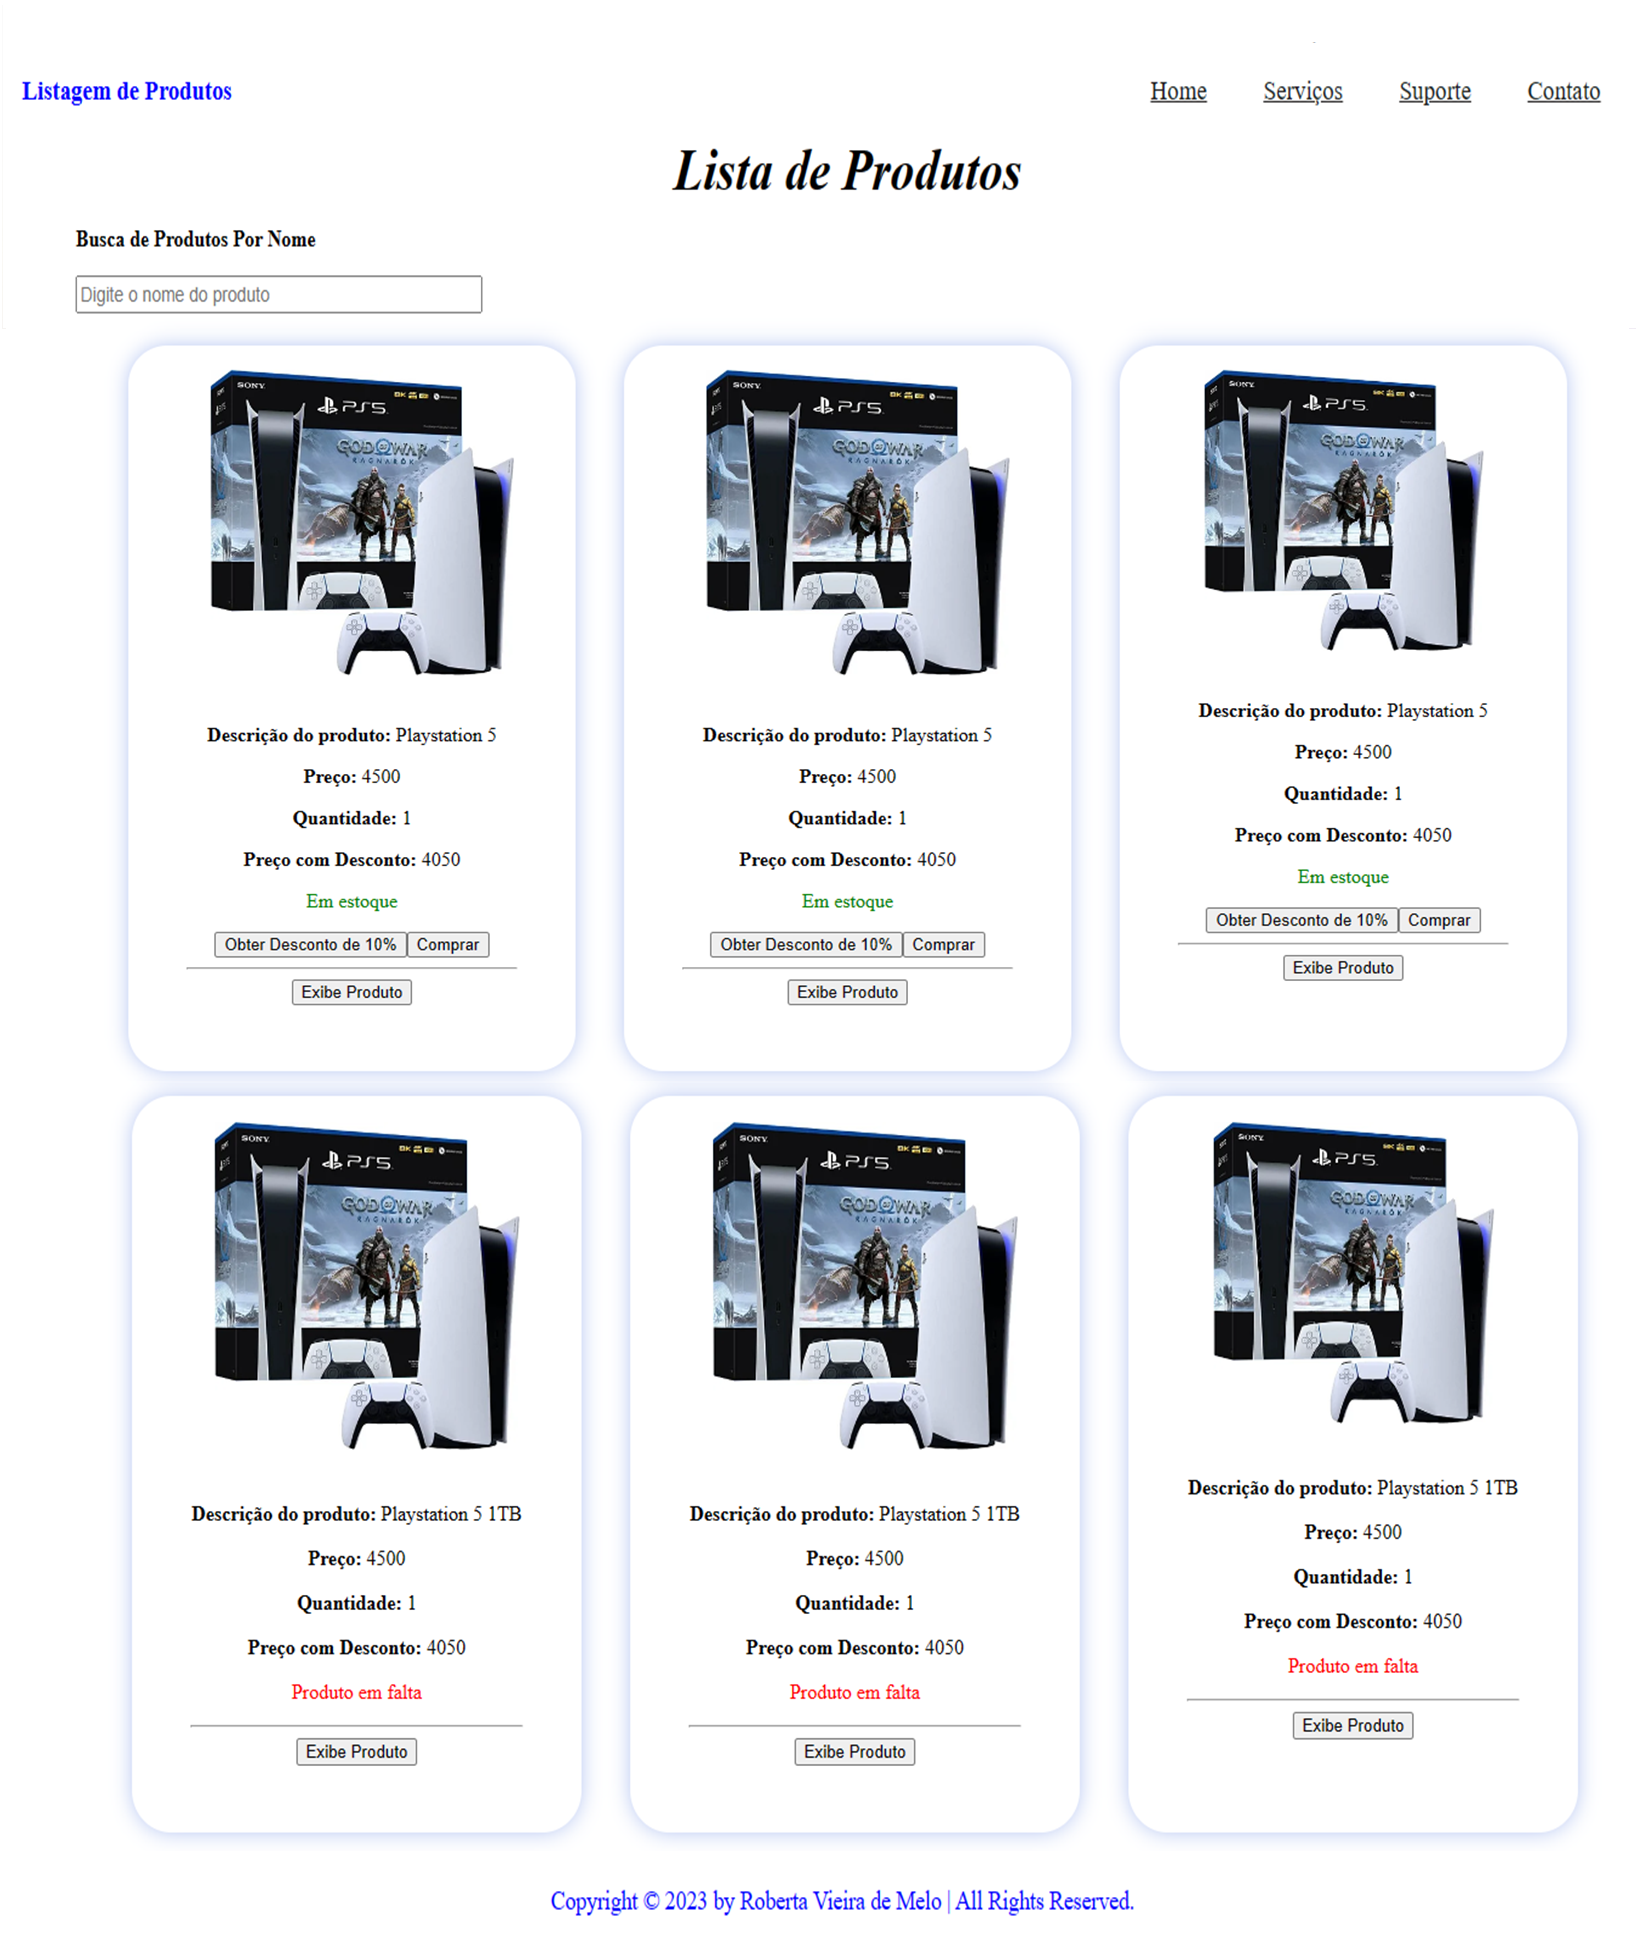 Listagem de Produtos
Home Serviços Suporte Contato
Lista de Produtos
Busca de Produtos Por Nome
Digite o nome do produto
SONY
PS5
GOD OF WAR
RAGNARÖK
Descrição do produto: Playstation 5
Preço: 4500
Quantidade: 1
Preço com Desconto: 4050
Em estoque
Obter Desconto de 10% Comprar
Exibe Produto
SONY
PS5
GOD OF WAR
RAGNARÖK
Descrição do produto: Playstation 5
Preço: 4500
Quantidade: 1
Preço com Desconto: 4050
Em estoque
Obter Desconto de 10% Comprar
Exibe Produto
SONY
PS5
GOD OF WAR
RAGNARÖK
Descrição do produto: Playstation 5
Preço: 4500
Quantidade: 1
Preço com Desconto: 4050
Em estoque
Obter Desconto de 10% Comprar
Exibe Produto
SONY
PS5
GOD OF WAR
RAGNARÖK
Descrição do produto: Playstation 5 1TB
Preço: 4500
Quantidade: 1
Preço com Desconto: 4050
Produto em falta
Exibe Produto
SONY
PS5
GOD OF WAR
RAGNARÖK
Descrição do produto: Playstation 5 1TB
Preço: 4500
Quantidade: 1
Preço com Desconto: 4050
Produto em falta
Exibe Produto
SONY
PS5
GOD OF WAR
RAGNARÖK
Descrição do produto: Playstation 5 1TB
Preço: 4500
Quantidade: 1
Preço com Desconto: 4050
Produto em falta
Exibe Produto
Copyright © 2023 by Roberta Vieira de Melo | All Rights Reserved.